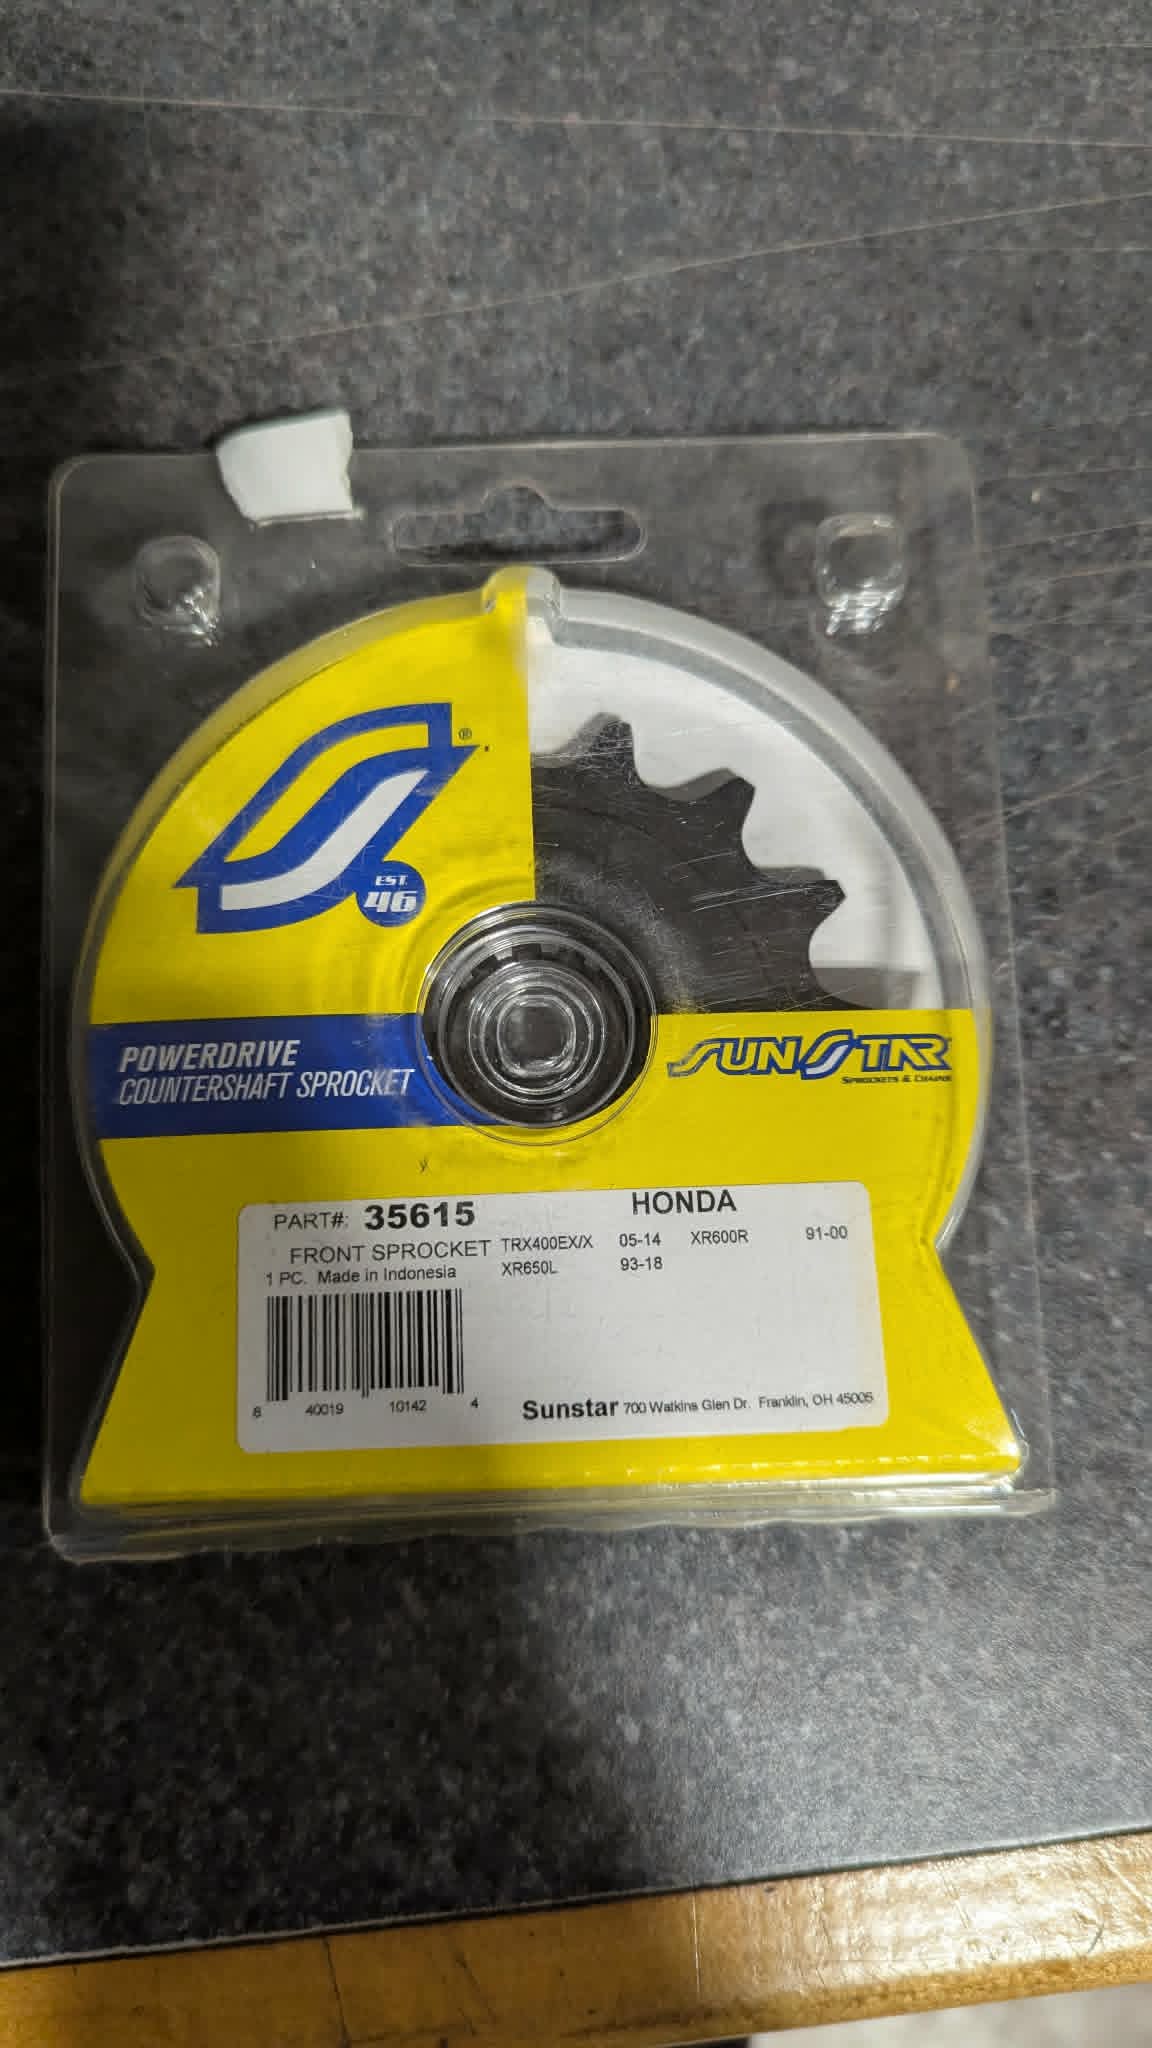 ®
EST.
46
POWERDRIVE
COUNTERSHAFT SPROCKET
SUNSTAR
SPROCKETS & CHAINS
PART#: 35615
HONDA
FRONT SPROCKET
TRX400EX/X 05-14 XR600R 91-00
1 PC. Made in Indonesia
XR650L 93-18
8 40019 10142 4
Sunstar 700 Watkins Glen Dr. Franklin, OH 45005